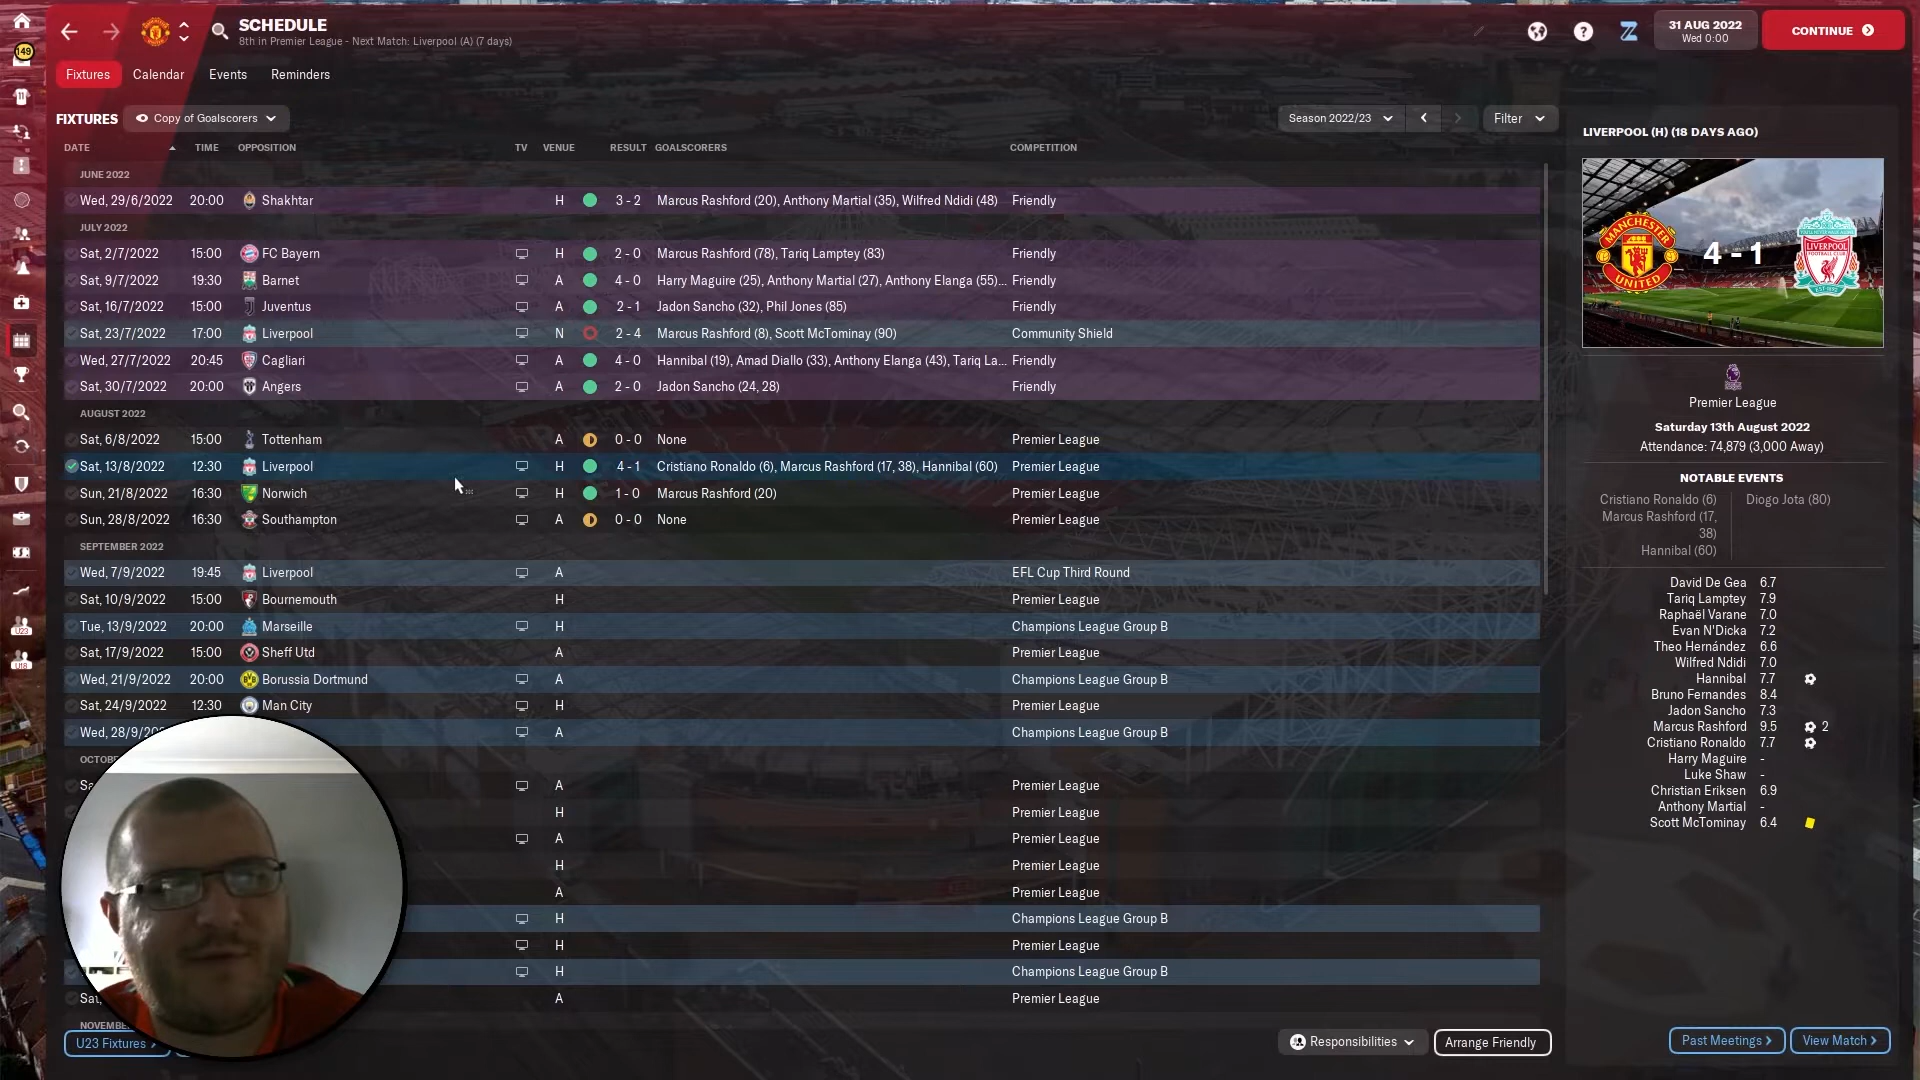 SCHEDULE
8th in Premier League - Next Match: Liverpool (A) (7 days)
31 AUG 2022
Wed 0:00
CONTINUE
149
Fixtures Calendar Events Reminders
FIXTURES Copy of Goalscorers Season 2022/23 Filter
DATE TIME OPPOSITION TV VENUE RESULT GOALSCORERS COMPETITION
JUNE 2022
Wed, 29/6/2022 20:00 Shakhtar H 3 - 2 Marcus Rashford (20), Anthony Martial (35), Wilfred Ndidi (48) Friendly
JULY 2022
Sat, 2/7/2022 15:00 FC Bayern H 2 - 0 Marcus Rashford (78), Tariq Lamptey (83) Friendly
Sat, 9/7/2022 19:30 Barnet A 4 - 0 Harry Maguire (25), Anthony Martial (27), Anthony Elanga (55)... Friendly
Sat, 16/7/2022 15:00 Juventus A 2 - 1 Jadon Sancho (32), Phil Jones (85) Friendly
Sat, 23/7/2022 17:00 Liverpool N 2 - 4 Marcus Rashford (8), Scott McTominay (90) Community Shield
Wed, 27/7/2022 20:45 Cagliari A 4 - 0 Hannibal (19), Amad Diallo (33), Anthony Elanga (43), Tariq La... Friendly
Sat, 30/7/2022 20:00 Angers A 2 - 0 Jadon Sancho (24, 28) Friendly
AUGUST 2022
Sat, 6/8/2022 15:00 Tottenham A 0 - 0 None Premier League
Sat, 13/8/2022 12:30 Liverpool H 4 - 1 Cristiano Ronaldo (6), Marcus Rashford (17, 38), Hannibal (60) Premier League
Sun, 21/8/2022 16:30 Norwich H 1 - 0 Marcus Rashford (20) Premier League
Sun, 28/8/2022 16:30 Southampton A 0 - 0 None Premier League
SEPTEMBER 2022
Wed, 7/9/2022 19:45 Liverpool A EFL Cup Third Round
Sat, 10/9/2022 15:00 Bournemouth H Premier League
Tue, 13/9/2022 20:00 Marseille H Champions League Group B
Sat, 17/9/2022 15:00 Sheff Utd A Premier League
Wed, 21/9/2022 20:00 Borussia Dortmund A Champions League Group B
Sat, 24/9/2022 12:30 Man City H Premier League
Wed, 28/9/20 A Champions League Group B
OCTOB
Sa A Premier League
H Premier League
A Premier League
H Premier League
A Premier League
H Champions League Group B
H Premier League
H Champions League Group B
Sat, A Premier League
NOVEMBE
U23 Fixtures
Responsibilities Arrange Friendly
LIVERPOOL (H) (18 DAYS AGO)
MANCHESTER UNITED 4 - 1 LIVERPOOL FOOTBALL CLUB
Premier League
Saturday 13th August 2022
Attendance: 74,879 (3,000 Away)
NOTABLE EVENTS
Cristiano Ronaldo (6) Diogo Jota (80)
Marcus Rashford (17,
38)
Hannibal (60)
David De Gea 6.7
Tariq Lamptey 7.9
Raphaël Varane 7.0
Evan N'Dicka 7.2
Theo Hernández 6.6
Wilfred Ndidi 7.0
Hannibal 7.7
Bruno Fernandes 8.4
Jadon Sancho 7.3
Marcus Rashford 9.5 2
Cristiano Ronaldo 7.7
Harry Maguire -
Luke Shaw -
Christian Eriksen 6.9
Anthony Martial -
Scott McTominay 6.4
Past Meetings View Match
U23
U18